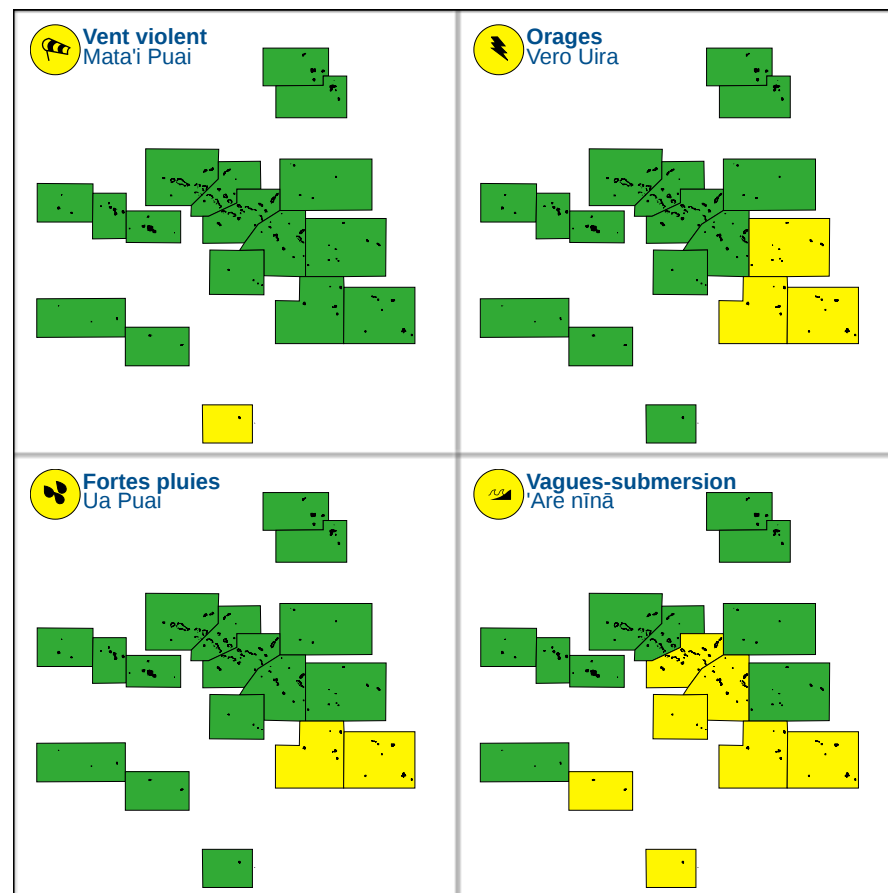 Vent violent
Mata'i Puai
Orages
Vero Uira
Fortes pluies
Ua Puai
Vagues-submersion
'Are nīnā